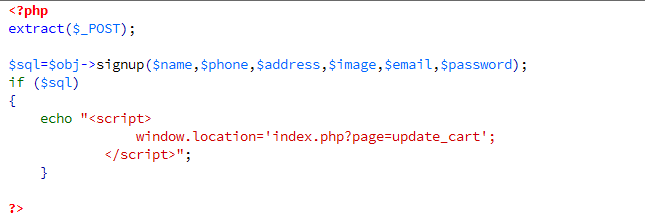 <?php
extract($_POST);
$sql=$obj->signup($name,$phone,$address,$image,$email,$password);
if ($sql)
{
echo "<script>
window.location='index.php?page=update_cart';
</script>";
}
?>